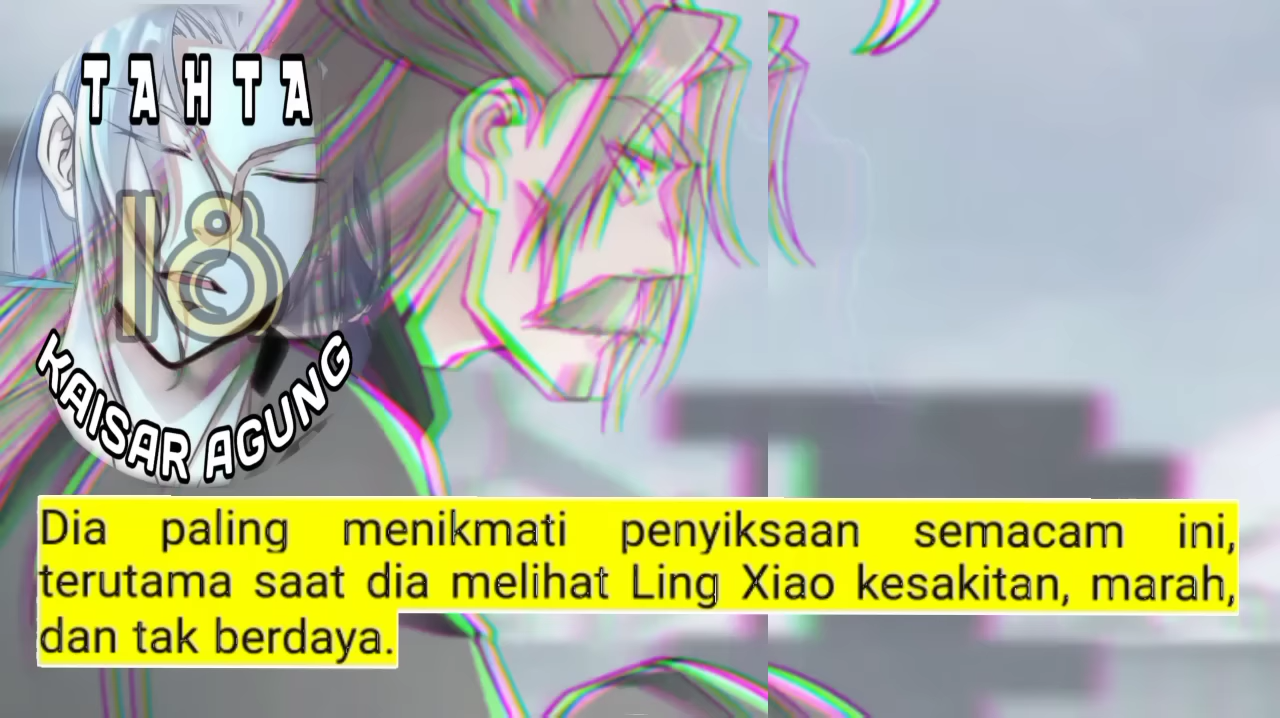 TAHTA
18
KAISAR AGUNG
Dia paling menikmati penyiksaan semacam ini,
terutama saat dia melihat Ling Xiao kesakitan, marah,
dan tak berdaya.